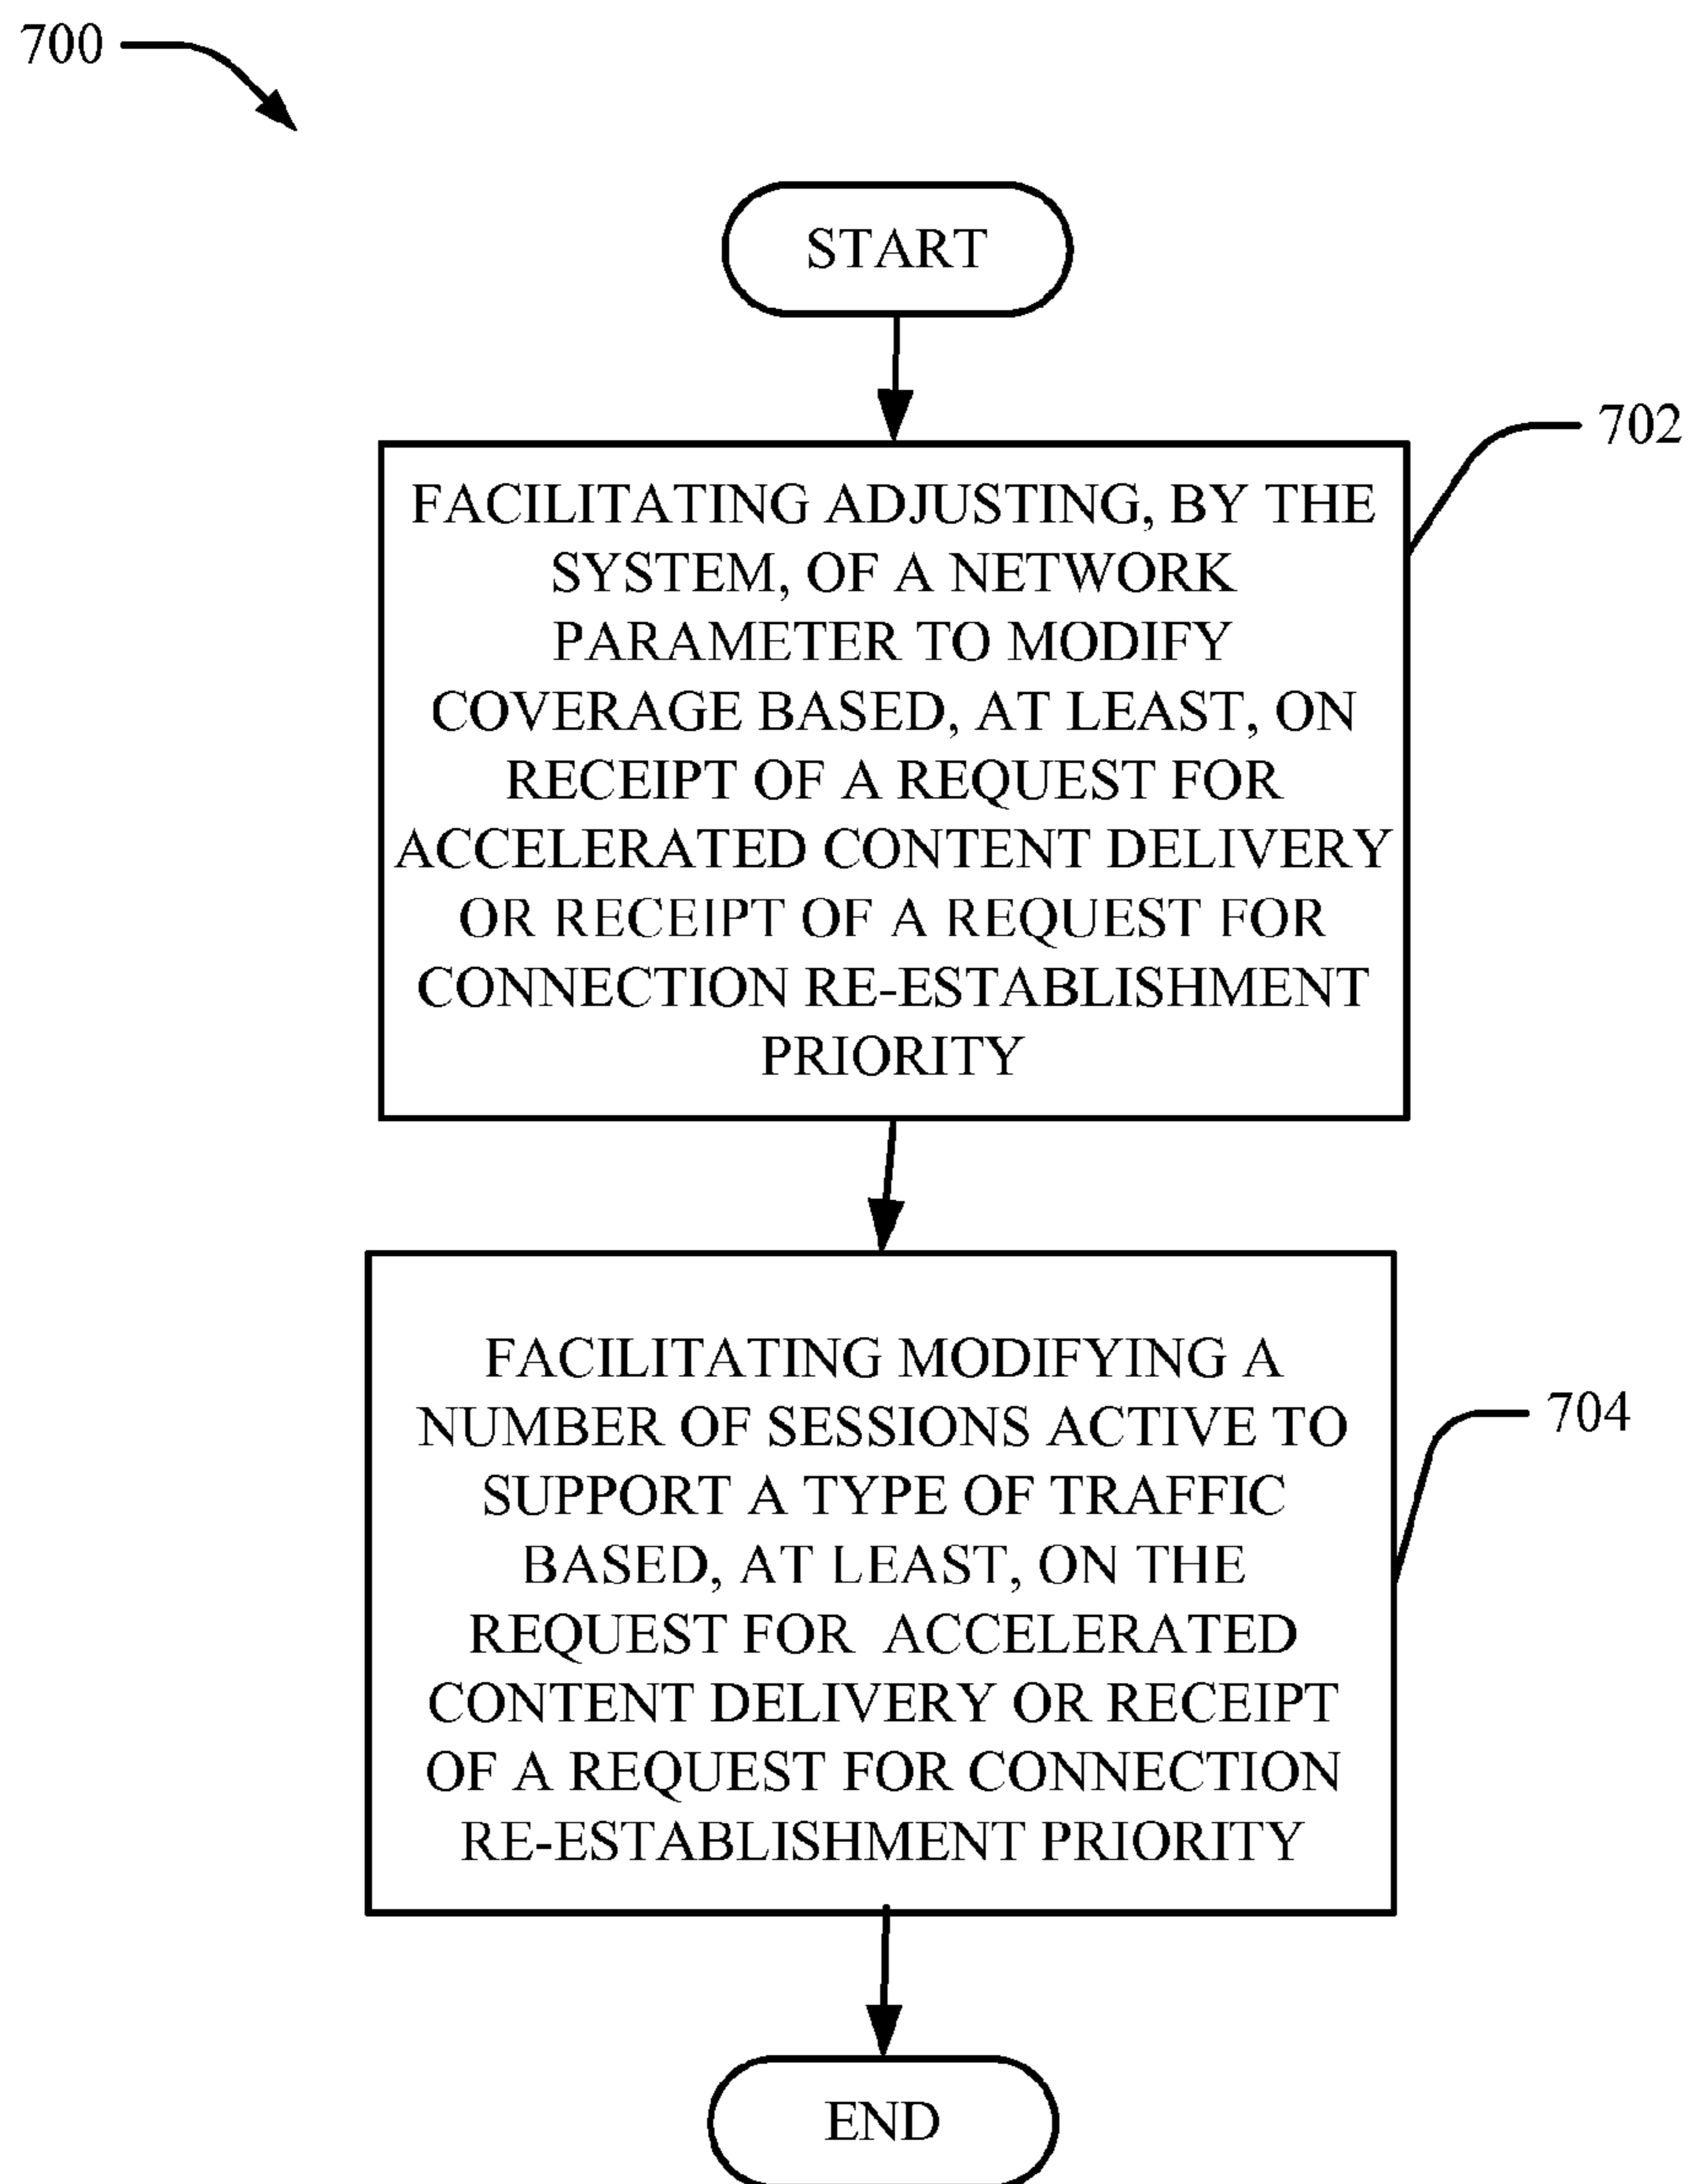 700
START
702
FACILITATING ADJUSTING, BY THE
SYSTEM, OF A NETWORK
PARAMETER TO MODIFY
COVERAGE BASED, AT LEAST, ON
RECEIPT OF A REQUEST FOR
ACCELERATED CONTENT DELIVERY
OR RECEIPT OF A REQUEST FOR
CONNECTION RE-ESTABLISHMENT
PRIORITY
FACILITATING MODIFYING A
NUMBER OF SESSIONS ACTIVE TO
SUPPORT A TYPE OF TRAFFIC
BASED, AT LEAST, ON THE
REQUEST FOR ACCELERATED
CONTENT DELIVERY OR RECEIPT
OF A REQUEST FOR CONNECTION
RE-ESTABLISHMENT PRIORITY
704
END